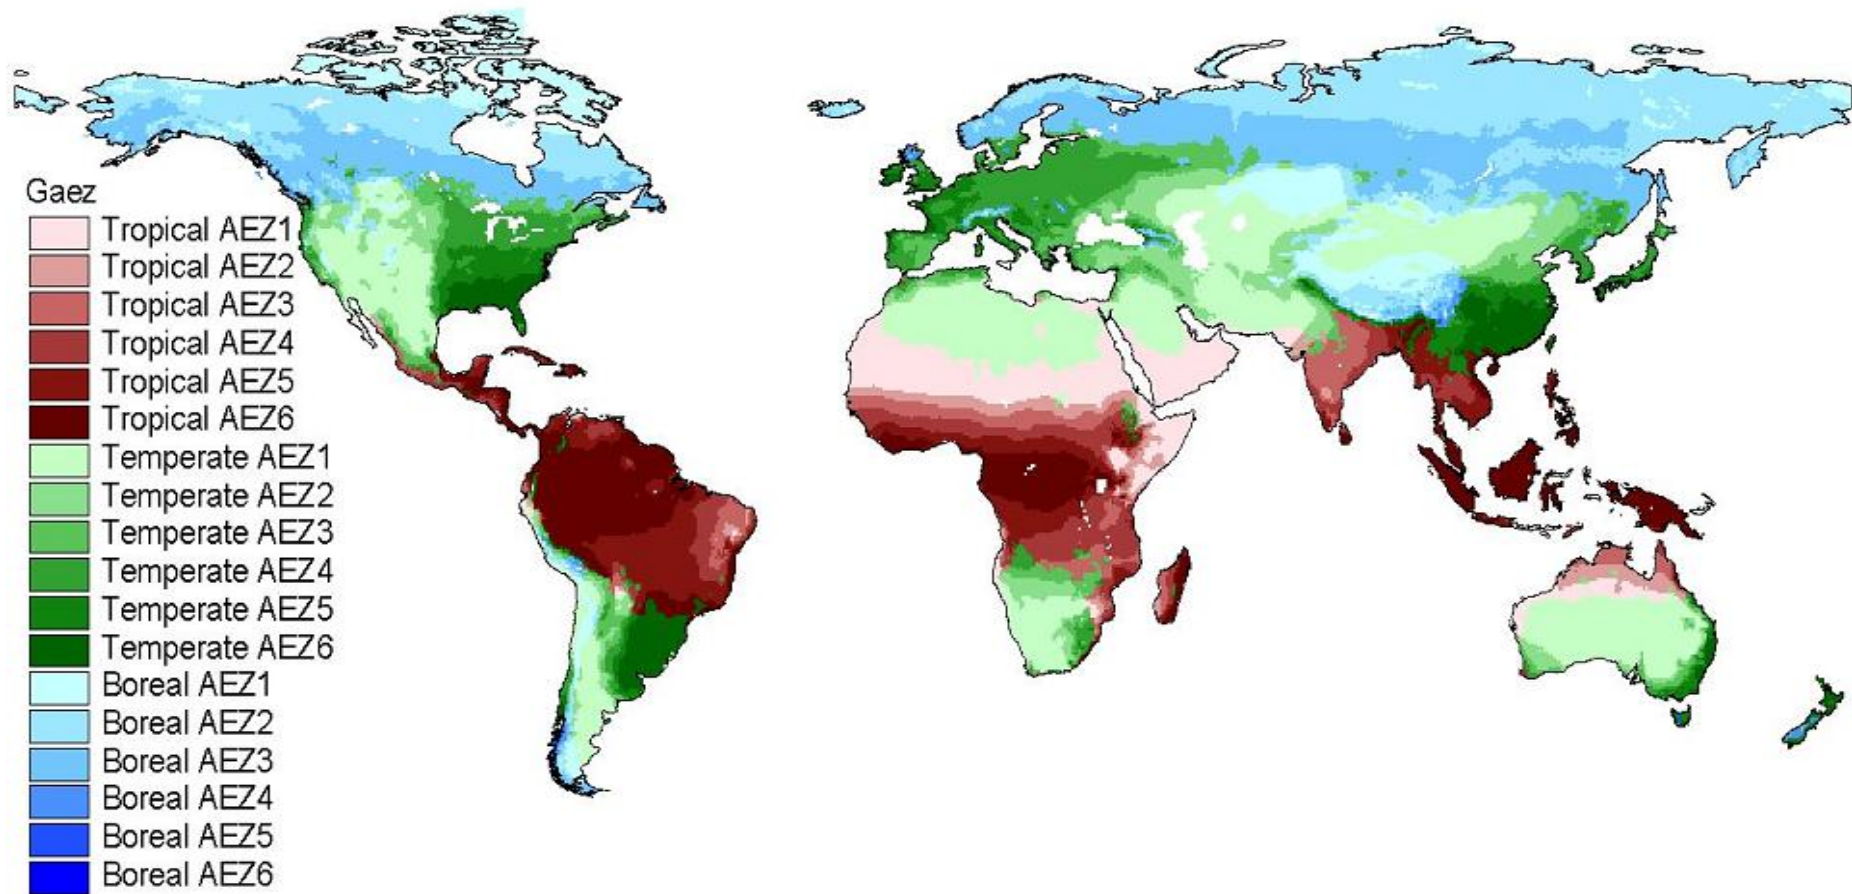 Gaez
Tropical AEZ1
Tropical AEZ2
Tropical AEZ3
Tropical AEZ4
Tropical AEZ5
Tropical AEZ6
Temperate AEZ1
Temperate AEZ2
Temperate AEZ3
Temperate AEZ4
Temperate AEZ5
Temperate AEZ6
Boreal AEZ1
Boreal AEZ2
Boreal AEZ3
Boreal AEZ4
Boreal AEZ5
Boreal AEZ6